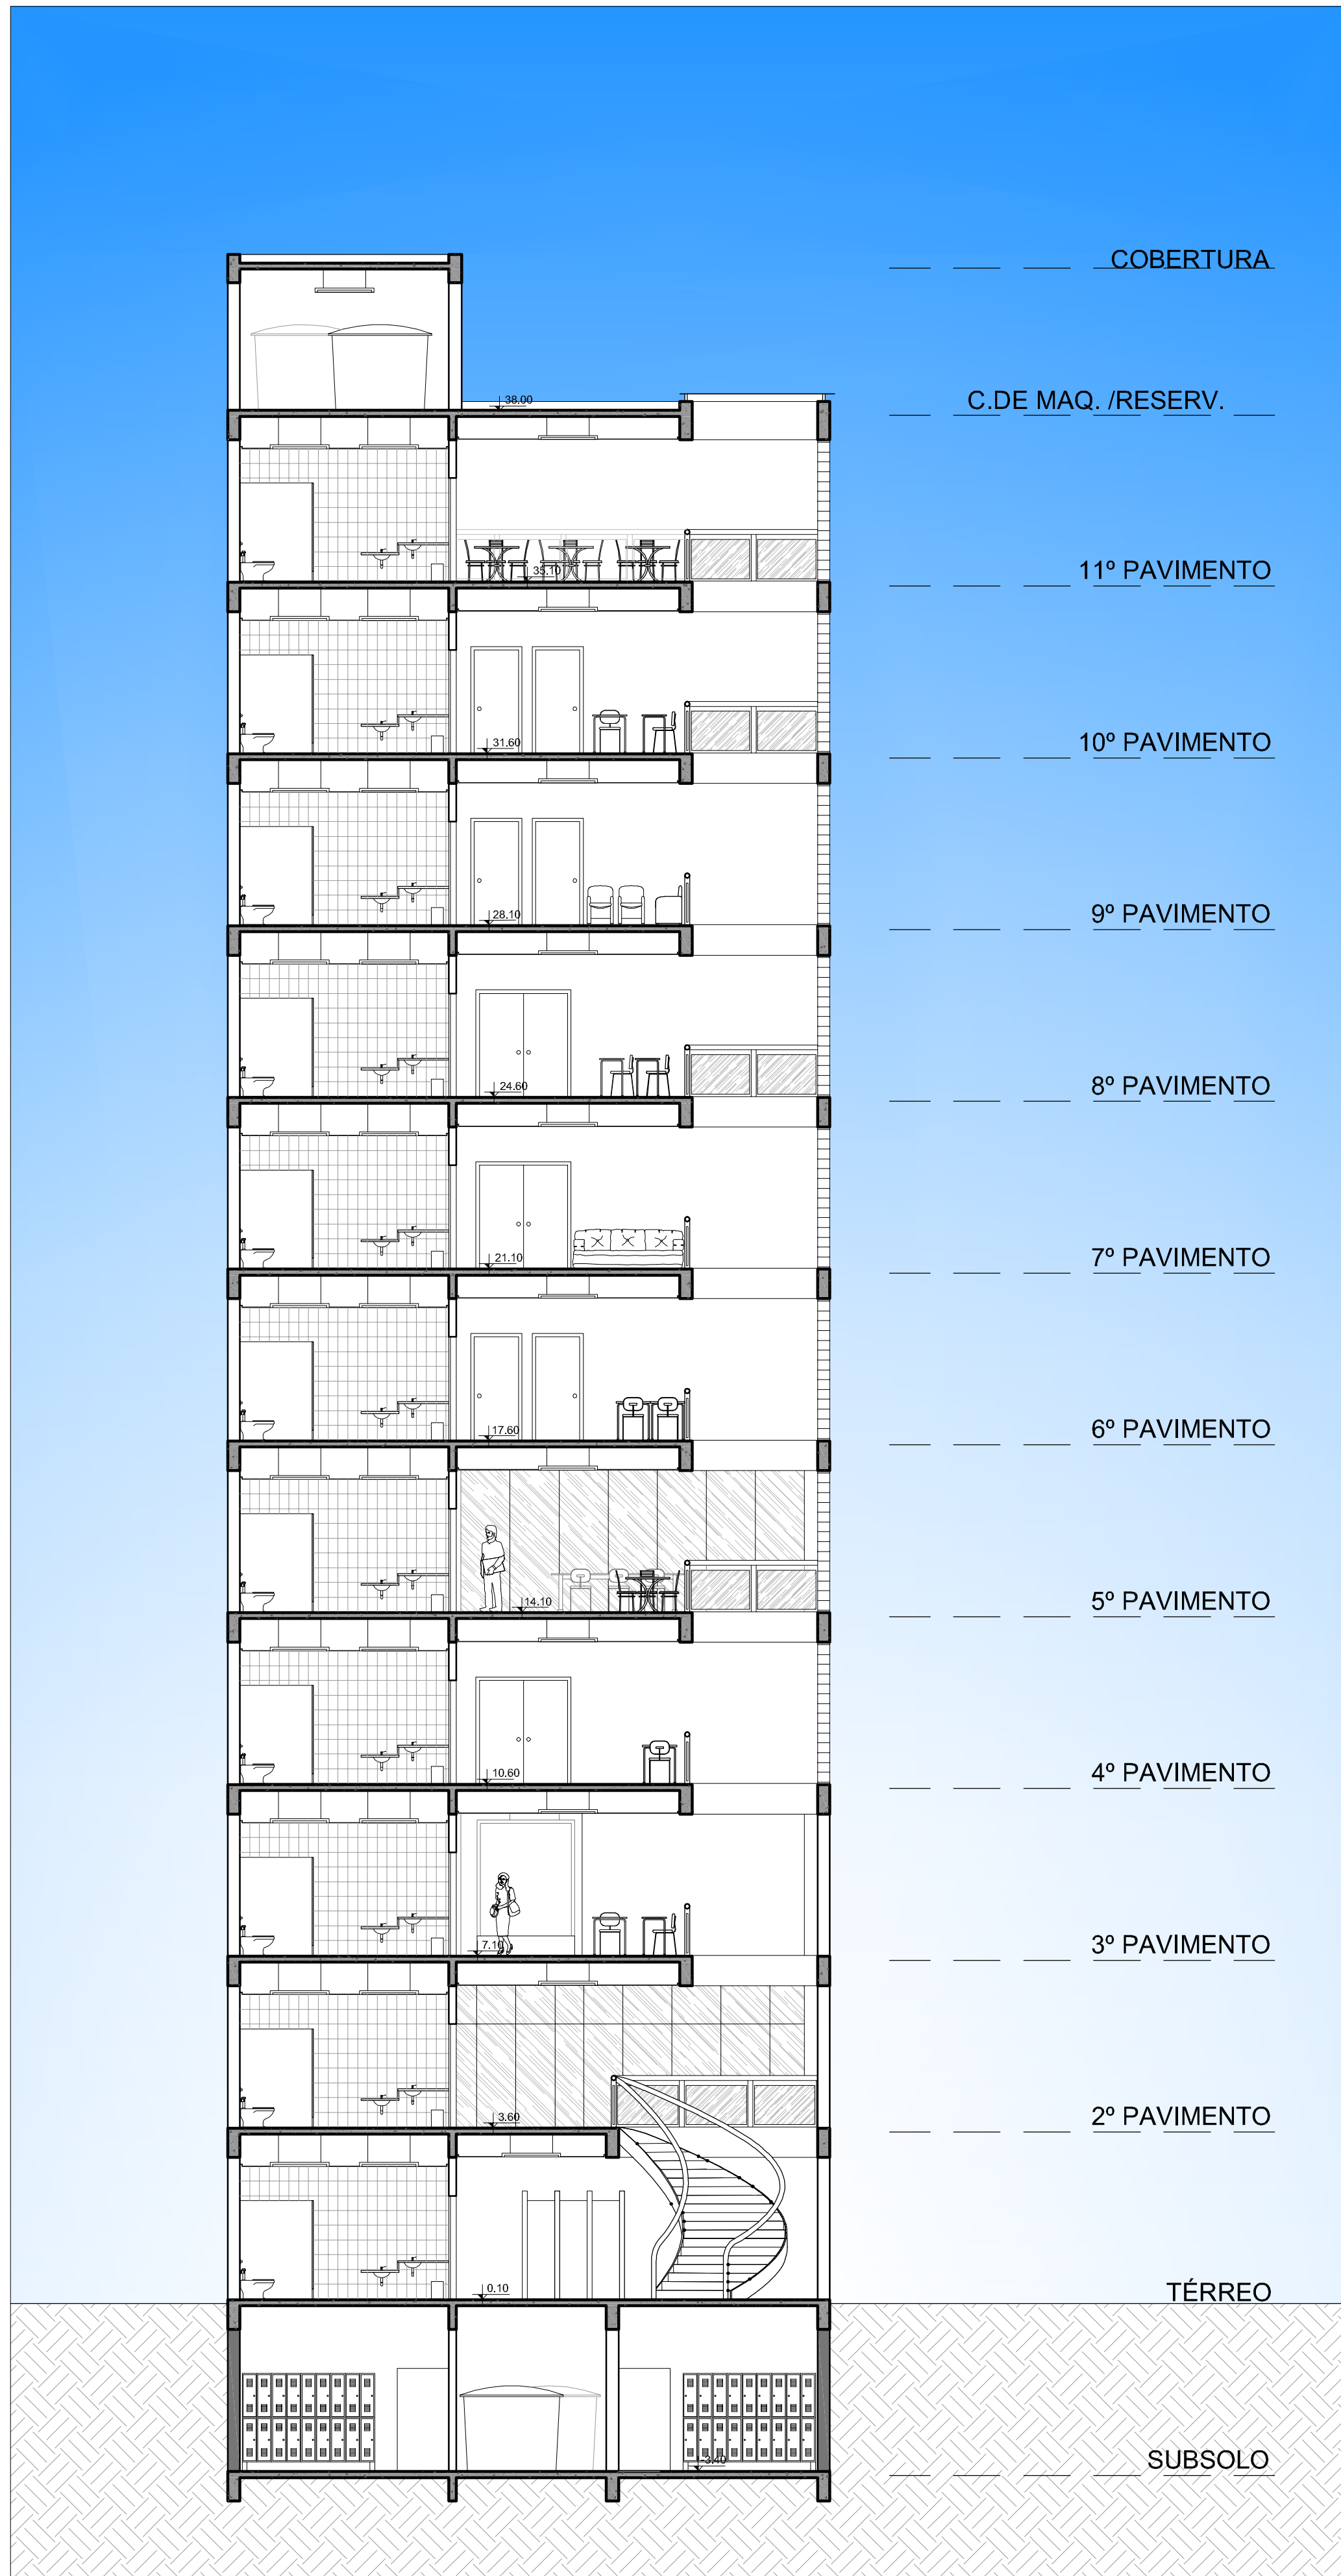 COBERTURA
38.00
C.DE MAQ. /RESERV.
35.10
11º PAVIMENTO
31.60
10º PAVIMENTO
28.10
9º PAVIMENTO
24.60
8º PAVIMENTO
21.10
7º PAVIMENTO
17.60
6º PAVIMENTO
14.10
5º PAVIMENTO
10.60
4º PAVIMENTO
7.10
3º PAVIMENTO
3.60
2º PAVIMENTO
0.10
TÉRREO
-3.40
SUBSOLO